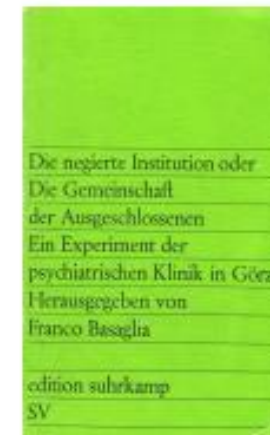 Die negierte Institution oder
Die Gemeinschaft
der Ausgeschlossenen
Ein Experiment der
psychiatrischen Klinik in Görz
Herausgegeben von
Franco Basaglia
edition suhrkamp
SV